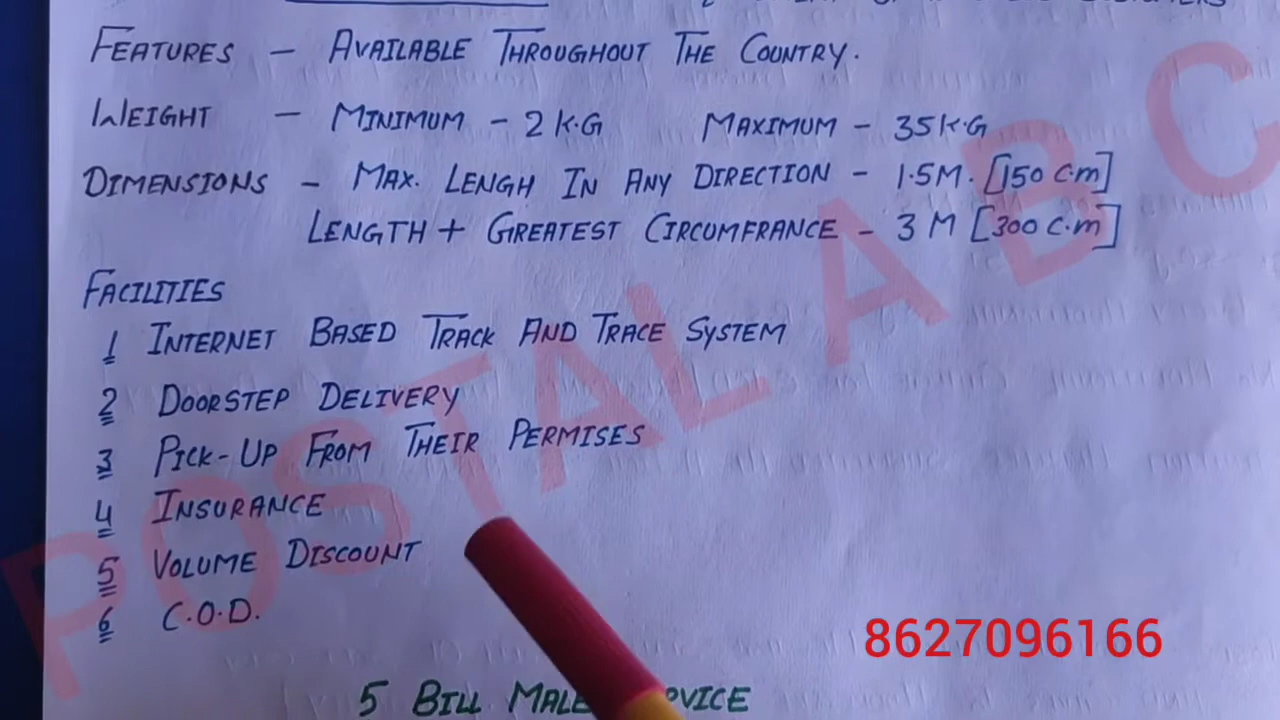 FEATURES - AVAILABLE THROUGHOUT THE COUNTRY.
WEIGHT - MINIMUM - 2 K.G MAXIMUM - 35 K.G
DIMENSIONS - MAX. LENGH IN ANY DIRECTION - 1.5M. [150 C.m]
LENGTH + GREATEST CIRCUMFRANCE - 3 M [300 C.m]
FACILITIES
1 INTERNET BASED TRACK AND TRACE SYSTEM
2 DOORSTEP DELIVERY
3 PICK-UP FROM THEIR PERMISES
4 INSURANCE
5 VOLUME DISCOUNT
6 C.O.D.
POSTAL A B C
8627096166
5 BILL